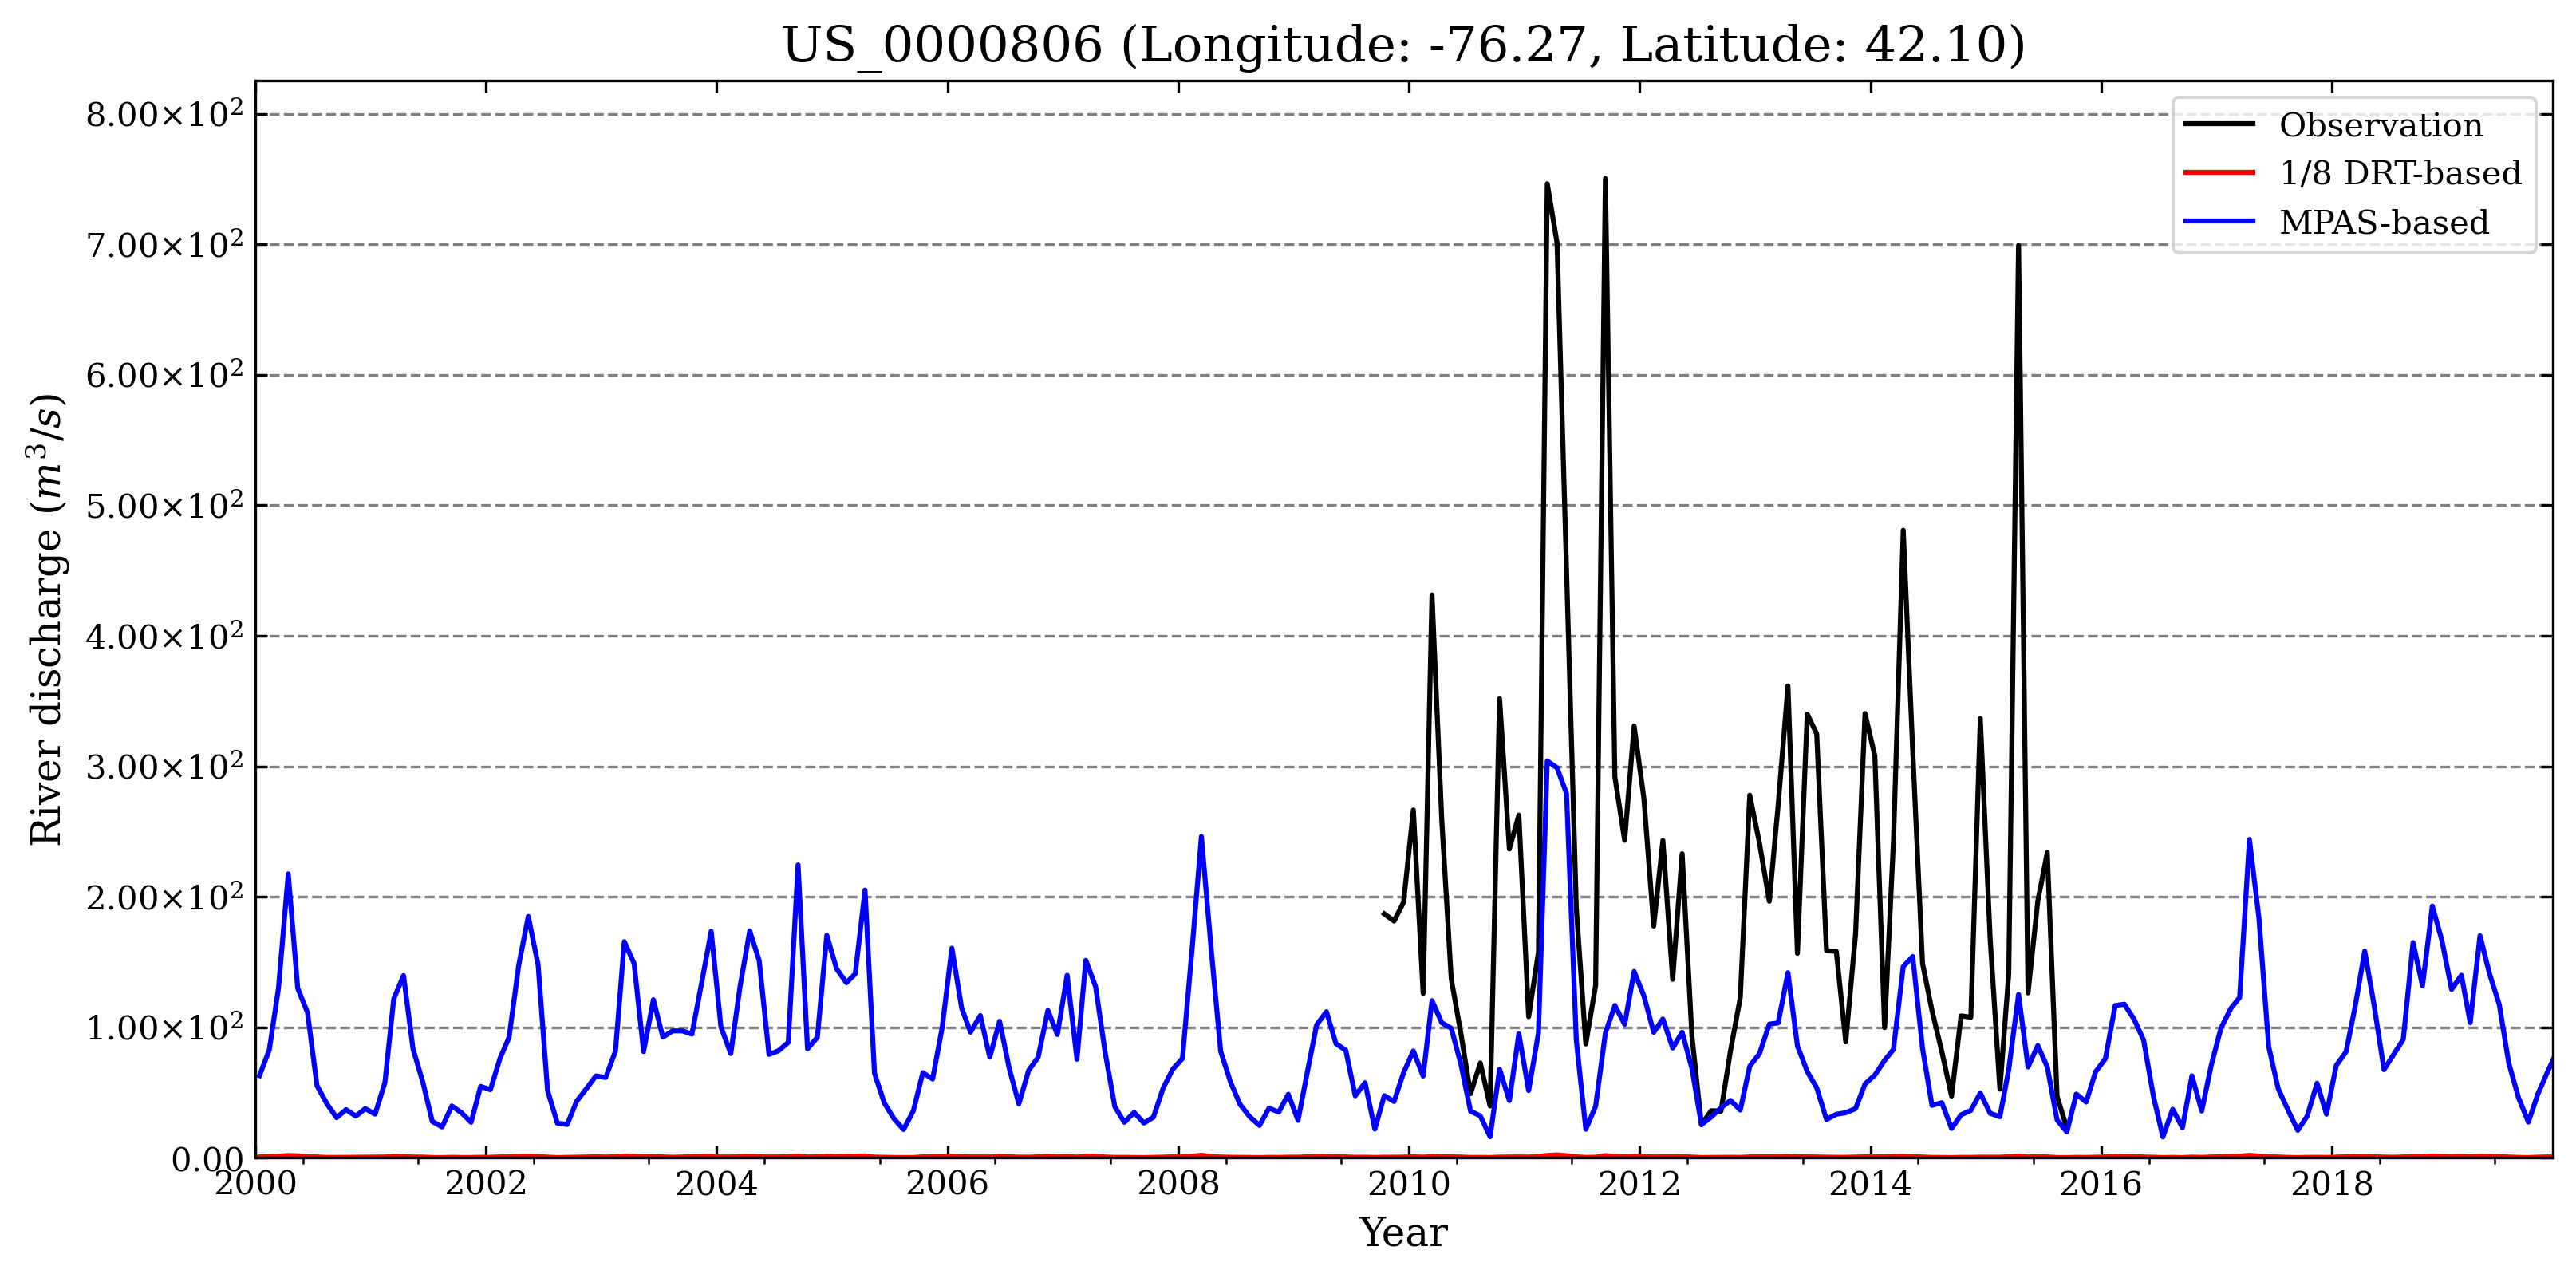 US_0000806 (Longitude: -76.27, Latitude: 42.10)
8.00×10²
7.00×10²
6.00×10²
5.00×10²
4.00×10²
3.00×10²
2.00×10²
1.00×10²
0.00
River discharge (m³/s)
Observation
1/8 DRT-based
MPAS-based
2000 2002 2004 2006 2008 2010 2012 2014 2016 2018
Year